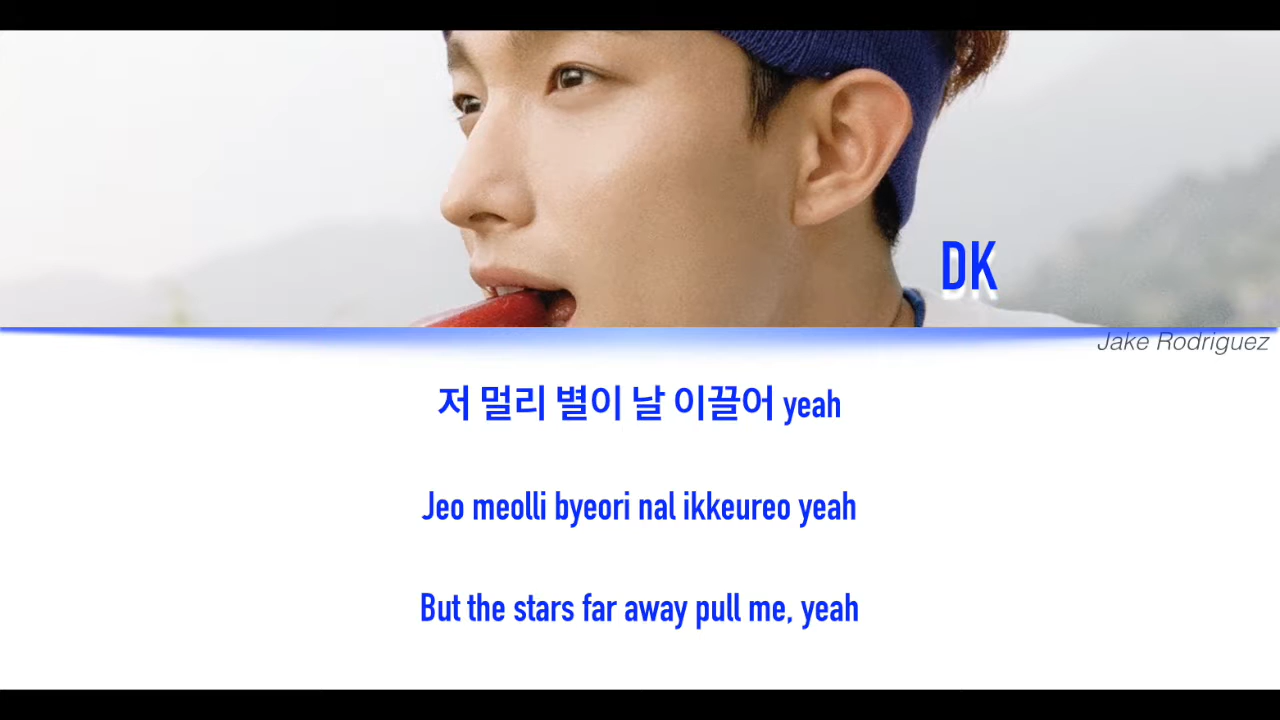 DK
Jake Rodriguez
저 멀리 별이 날 이끌어 yeah
Jeo meolli byeori nal ikkeureo yeah
But the stars far away pull me, yeah